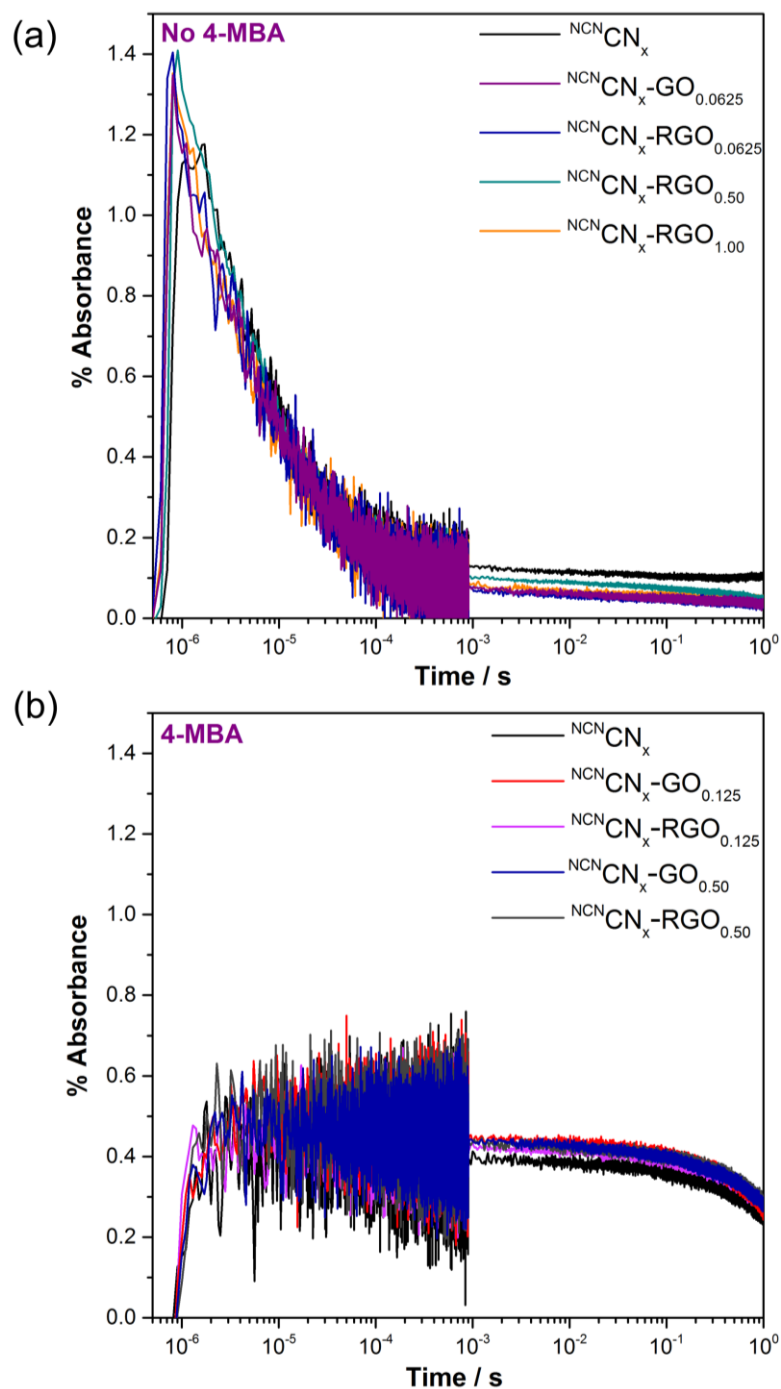 (a)
No 4-MBA
NCNCNx
NCNCNx-GO0.0625
NCNCNx-RGO0.0625
NCNCNx-RGO0.50
NCNCNx-RGO1.00
% Absorbance
1.4
1.2
1.0
0.8
0.6
0.4
0.2
0.0
10-6 10-5 10-4 10-3 10-2 10-1 100
Time / s
(b)
4-MBA
NCNCNx
NCNCNx-GO0.125
NCNCNx-RGO0.125
NCNCNx-GO0.50
NCNCNx-RGO0.50
% Absorbance
1.4
1.2
1.0
0.8
0.6
0.4
0.2
0.0
10-6 10-5 10-4 10-3 10-2 10-1 100
Time / s